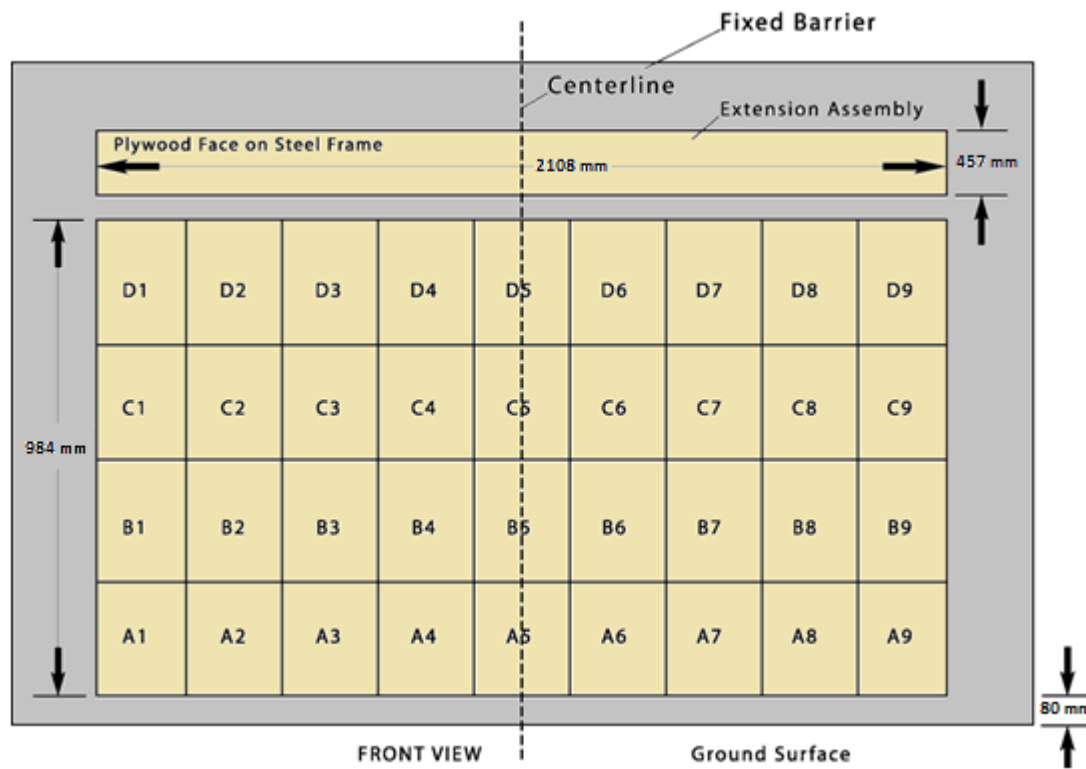 Fixed Barrier
Centerline
Extension Assembly
Plywood Face on Steel Frame
2108 mm
457 mm
D1 D2 D3 D4 D5 D6 D7 D8 D9
C1 C2 C3 C4 C5 C6 C7 C8 C9
984 mm
B1 B2 B3 B4 B5 B6 B7 B8 B9
A1 A2 A3 A4 A5 A6 A7 A8 A9
80 mm
FRONT VIEW Ground Surface